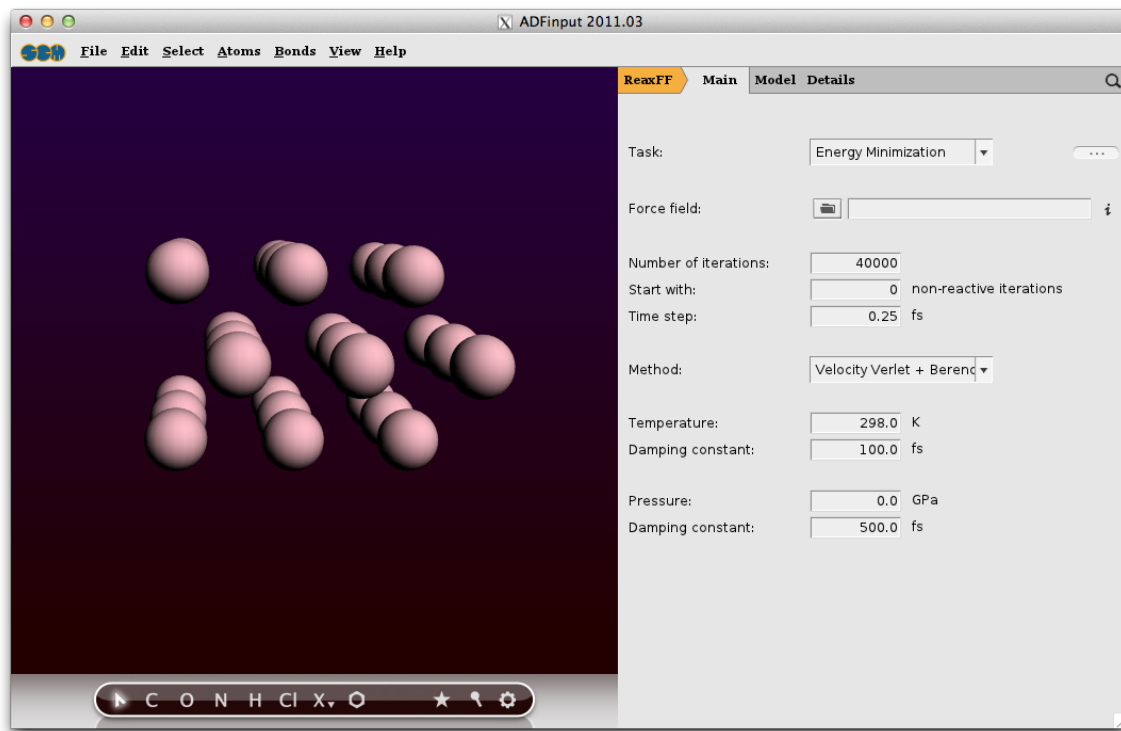 X ADFinput 2011.03
SCM File Edit Select Atoms Bonds View Help
ReaxFF Main Model Details
Task: Energy Minimization ...
Force field: i
Number of iterations: 40000
Start with: 0 non-reactive iterations
Time step: 0.25 fs
Method: Velocity Verlet + Berend
Temperature: 298.0 K
Damping constant: 100.0 fs
Pressure: 0.0 GPa
Damping constant: 500.0 fs
C O N H Cl X